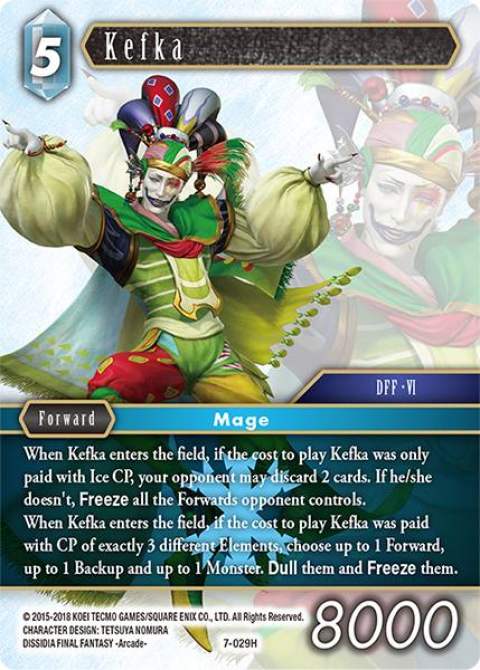 5
Kefka
DFF · VI
Forward
Mage
When Kefka enters the field, if the cost to play Kefka was only
paid with Ice CP, your opponent may discard 2 cards. If he/she
doesn't, Freeze all the Forwards opponent controls.
When Kefka enters the field, if the cost to play Kefka was paid
with CP of exactly 3 different Elements, choose up to 1 Forward,
up to 1 Backup and up to 1 Monster. Dull them and Freeze them.
© 2015-2018 KOEI TECMO GAMES/SQUARE ENIX CO., LTD. All Rights Reserved.
CHARACTER DESIGN: TETSUYA NOMURA
DISSIDIA FINAL FANTASY -Arcade-
7-029H
8000